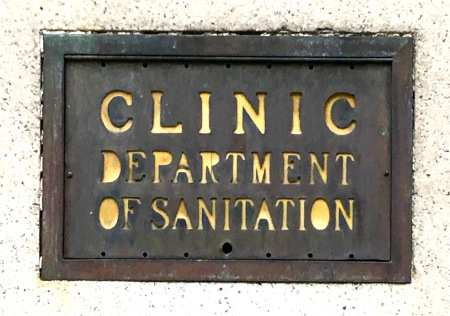 CLINIC
DEPARTMENT
OF SANITATION